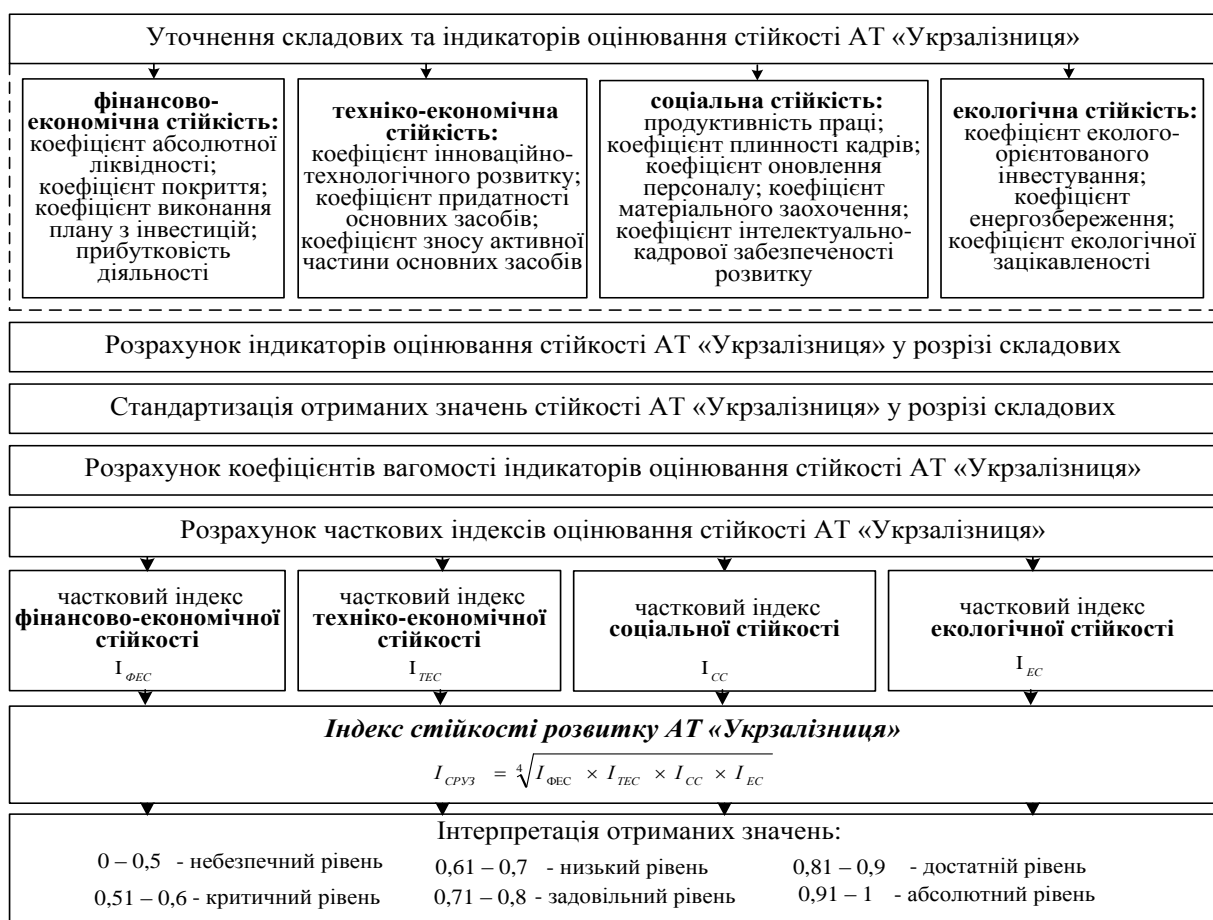 Уточнення складових та індикаторів оцінювання стійкості АТ «Укрзалізниця»
фінансово-
економічна стійкість:
коефіцієнт абсолютної
ліквідності;
коефіцієнт покриття;
коефіцієнт виконання
плану з інвестицій;
прибутковість
діяльності
техніко-економічна
стійкість:
коефіцієнт інноваційно-
технологічного розвитку;
коефіцієнт придатності
основних засобів;
коефіцієнт зносу активної
частини основних засобів
соціальна стійкість:
продуктивність праці;
коефіцієнт плинності кадрів;
коефіцієнт оновлення
персоналу; коефіцієнт
матеріального заохочення;
коефіцієнт інтелектуально-
кадрової забезпеченості
розвитку
екологічна стійкість:
коефіцієнт еколого-
орієнтованого
інвестування;
коефіцієнт
енергозбереження;
коефіцієнт екологічної
зацікавленості
Розрахунок індикаторів оцінювання стійкості АТ «Укрзалізниця» у розрізі складових
Стандартизація отриманих значень стійкості АТ «Укрзалізниця» у розрізі складових
Розрахунок коефіцієнтів вагомості індикаторів оцінювання стійкості АТ «Укрзалізниця»
Розрахунок часткових індексів оцінювання стійкості АТ «Укрзалізниця»
частковий індекс
фінансово-економічної
стійкості
I ФЕС
частковий індекс
техніко-економічної
стійкості
I ТЕС
частковий індекс
соціальної стійкості
I СС
частковий індекс
екологічної стійкості
I ЕС
Індекс стійкості розвитку АТ «Укрзалізниця»
I СРУЗ = ∜(I ФЕС × I ТЕС × I СС × I ЕС)
Інтерпретація отриманих значень:
0 – 0,5 - небезпечний рівень
0,51 – 0,6 - критичний рівень
0,61 – 0,7 - низький рівень
0,71 – 0,8 - задовільний рівень
0,81 – 0,9 - достатній рівень
0,91 – 1 - абсолютний рівень